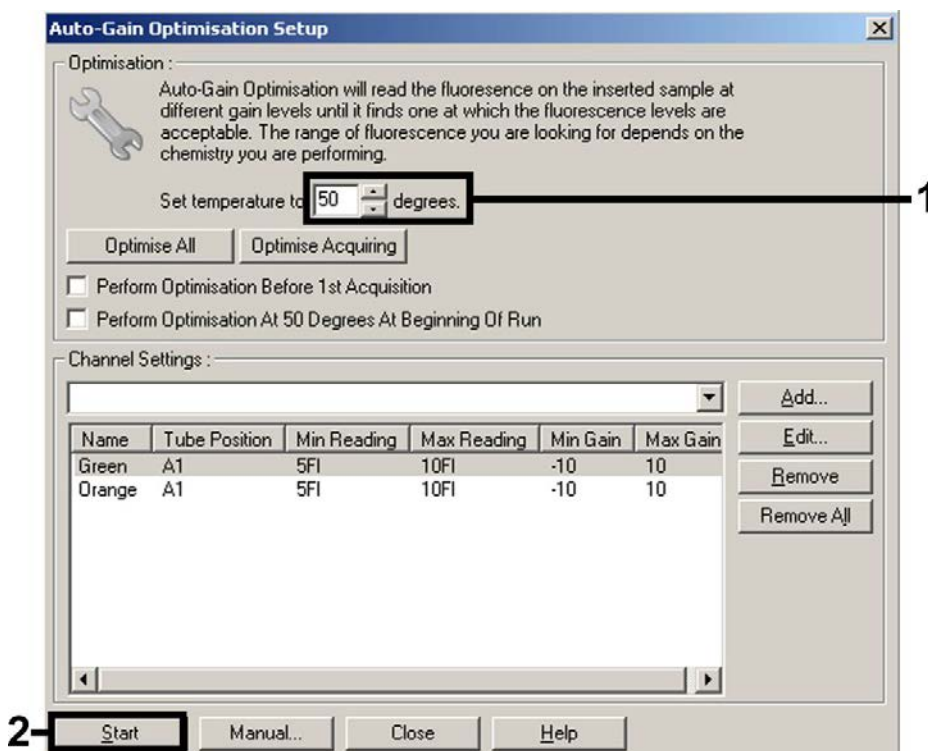 Auto-Gain Optimisation Setup
Optimisation :
Auto-Gain Optimisation will read the fluoresence on the inserted sample at
different gain levels until it finds one at which the fluorescence levels are
acceptable. The range of fluorescence you are looking for depends on the
chemistry you are performing.
Set temperature to 50 degrees.
1
Optimise All Optimise Acquiring
Perform Optimisation Before 1st Acquisition
Perform Optimisation At 50 Degrees At Beginning Of Run
Channel Settings :
Add...
Name Tube Position Min Reading Max Reading Min Gain Max Gain
Edit...
Green A1 5Fl 10Fl -10 10
Remove
Orange A1 5Fl 10Fl -10 10
Remove All
2
Start Manual... Close Help